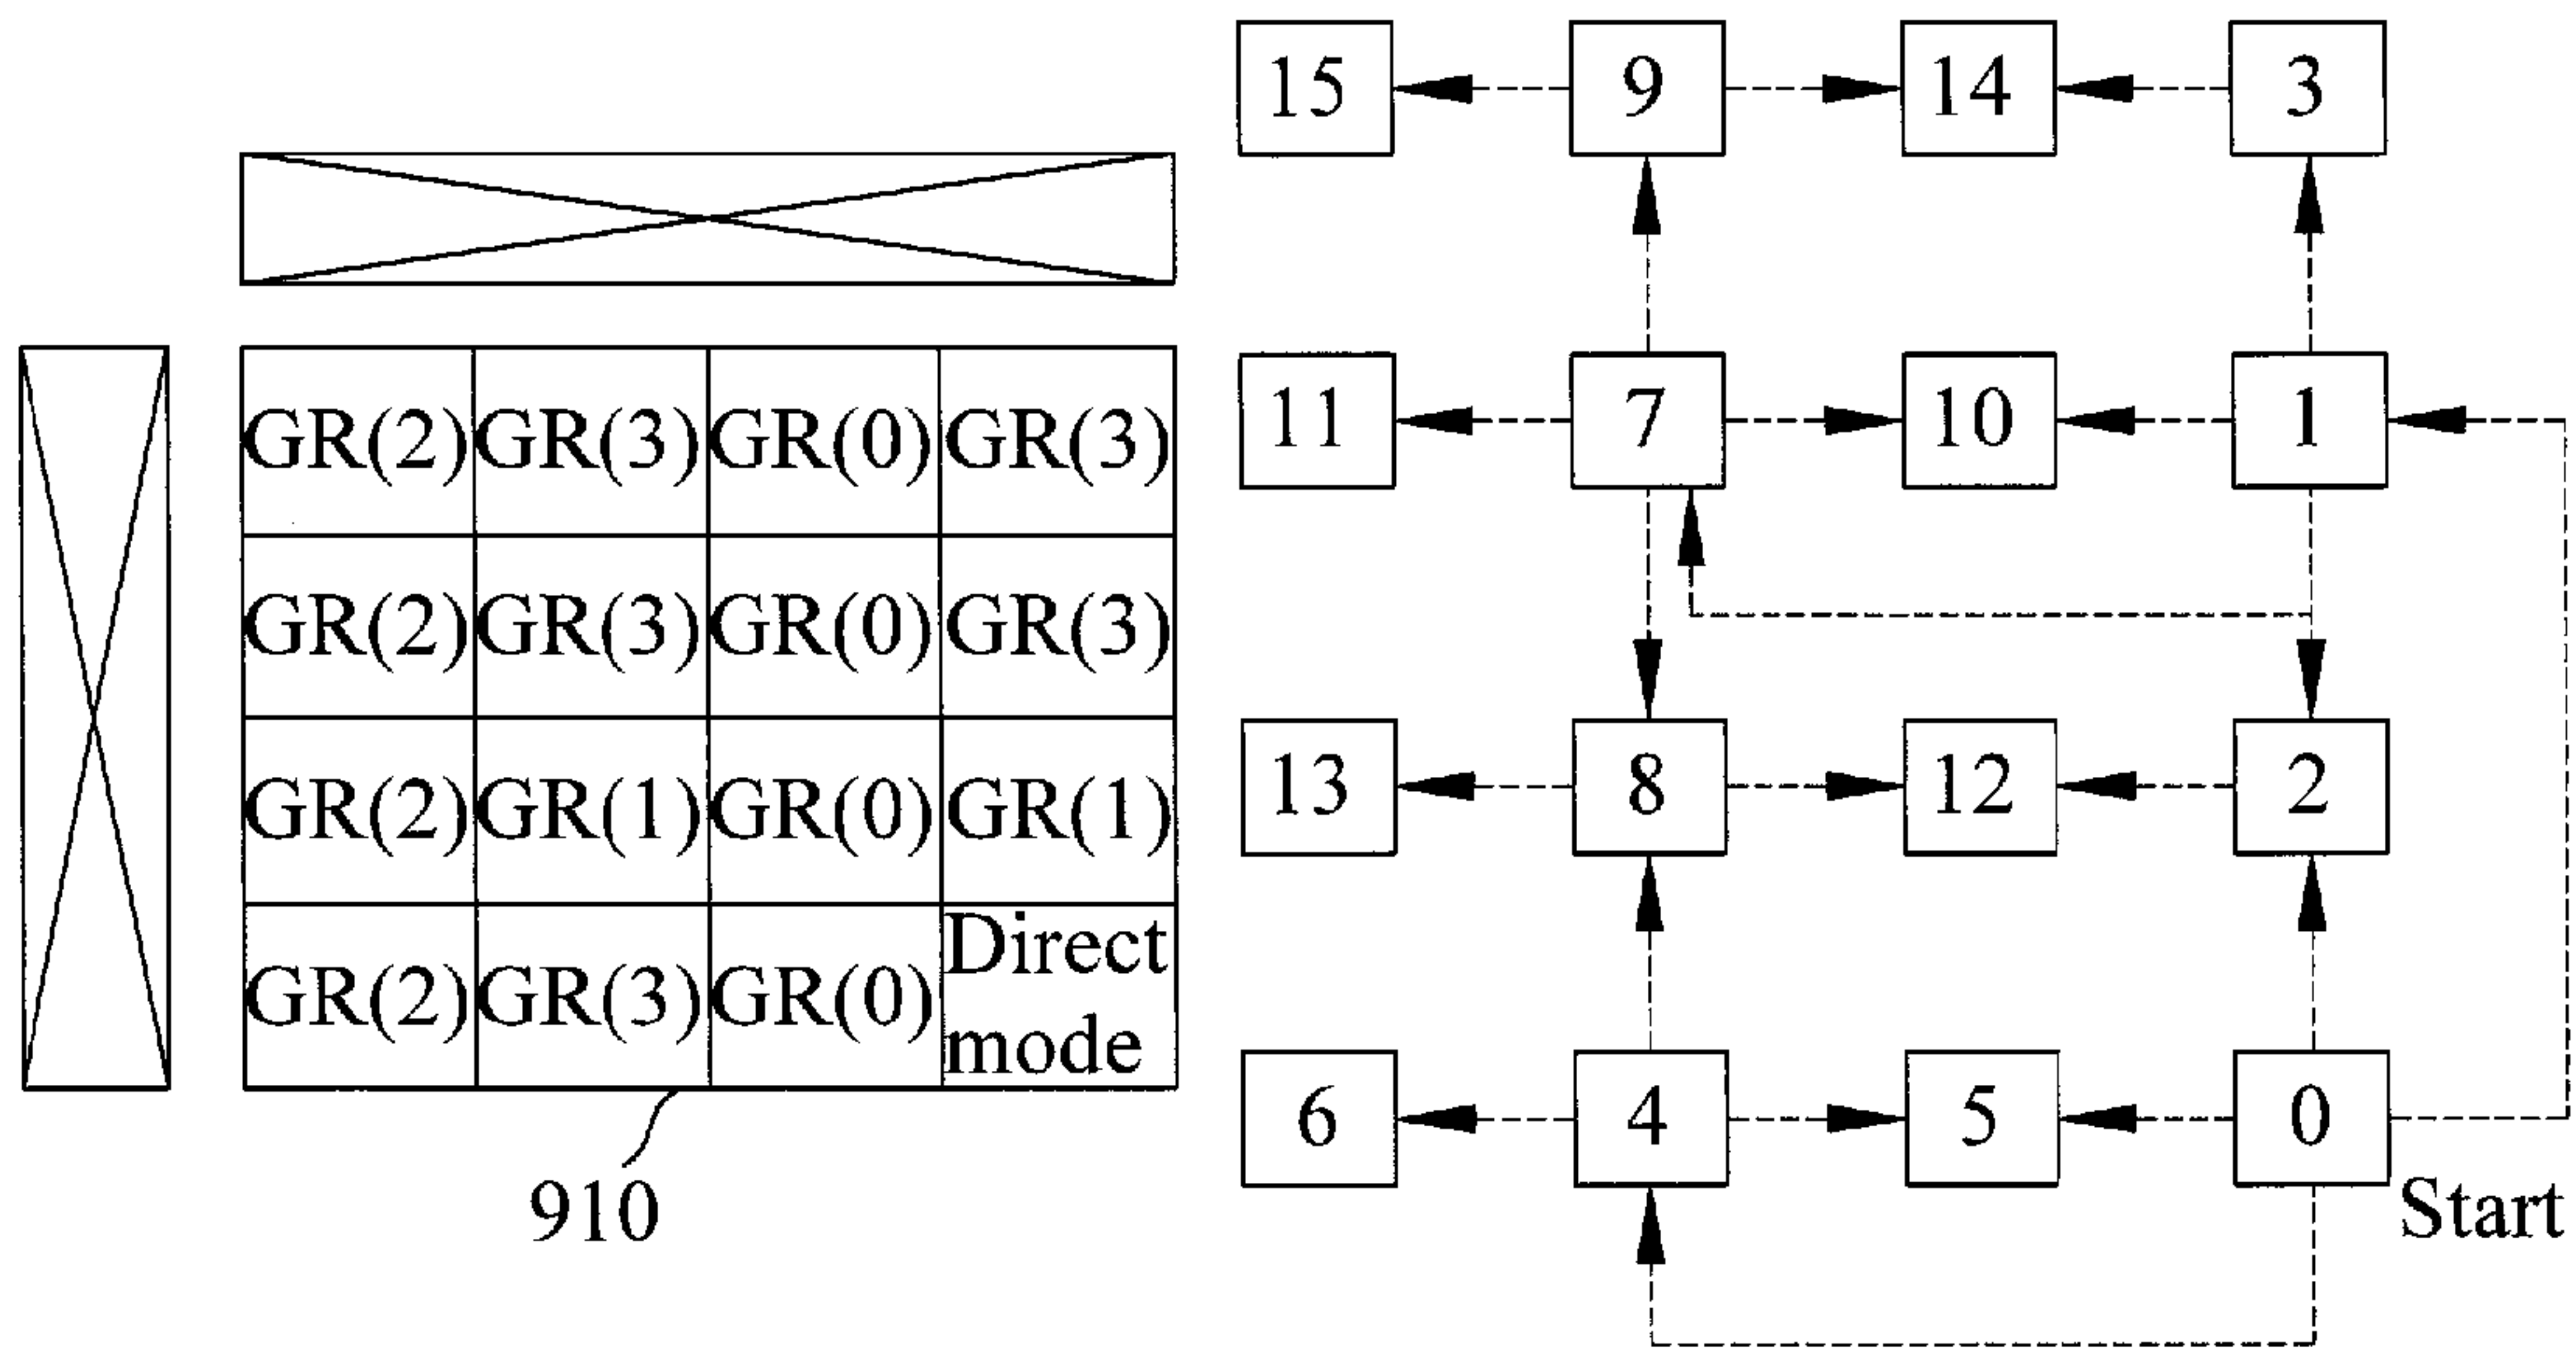 15 9 14 3
GR(2) GR(3) GR(0) GR(3)
11 7 10 1
GR(2) GR(3) GR(0) GR(3)
GR(2) GR(1) GR(0) GR(1)
13 8 12 2
GR(2) GR(3) GR(0) Direct
mode
6 4 5 0
910
Start